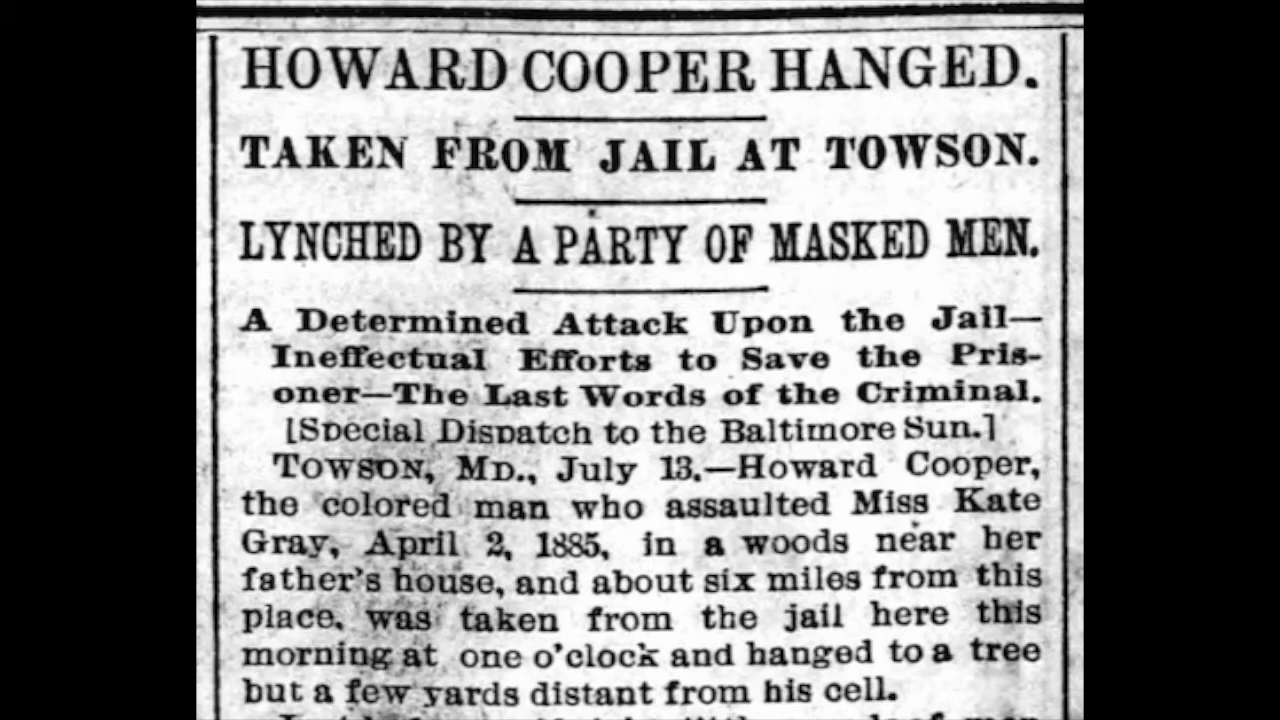 HOWARD COOPER HANGED.
TAKEN FROM JAIL AT TOWSON.
LYNCHED BY A PARTY OF MASKED MEN.
A Determined Attack Upon the Jail—
Ineffectual Efforts to Save the Pris-
oner—The Last Words of the Criminal.
[Special Dispatch to the Baltimore Sun.]
TOWSON, MD., July 13.—Howard Cooper,
the colored man who assaulted Miss Kate
Gray, April 2, 1885, in a woods near her
father's house, and about six miles from this
place, was taken from the jail here this
morning at one o'clock and hanged to a tree
but a few yards distant from his cell.